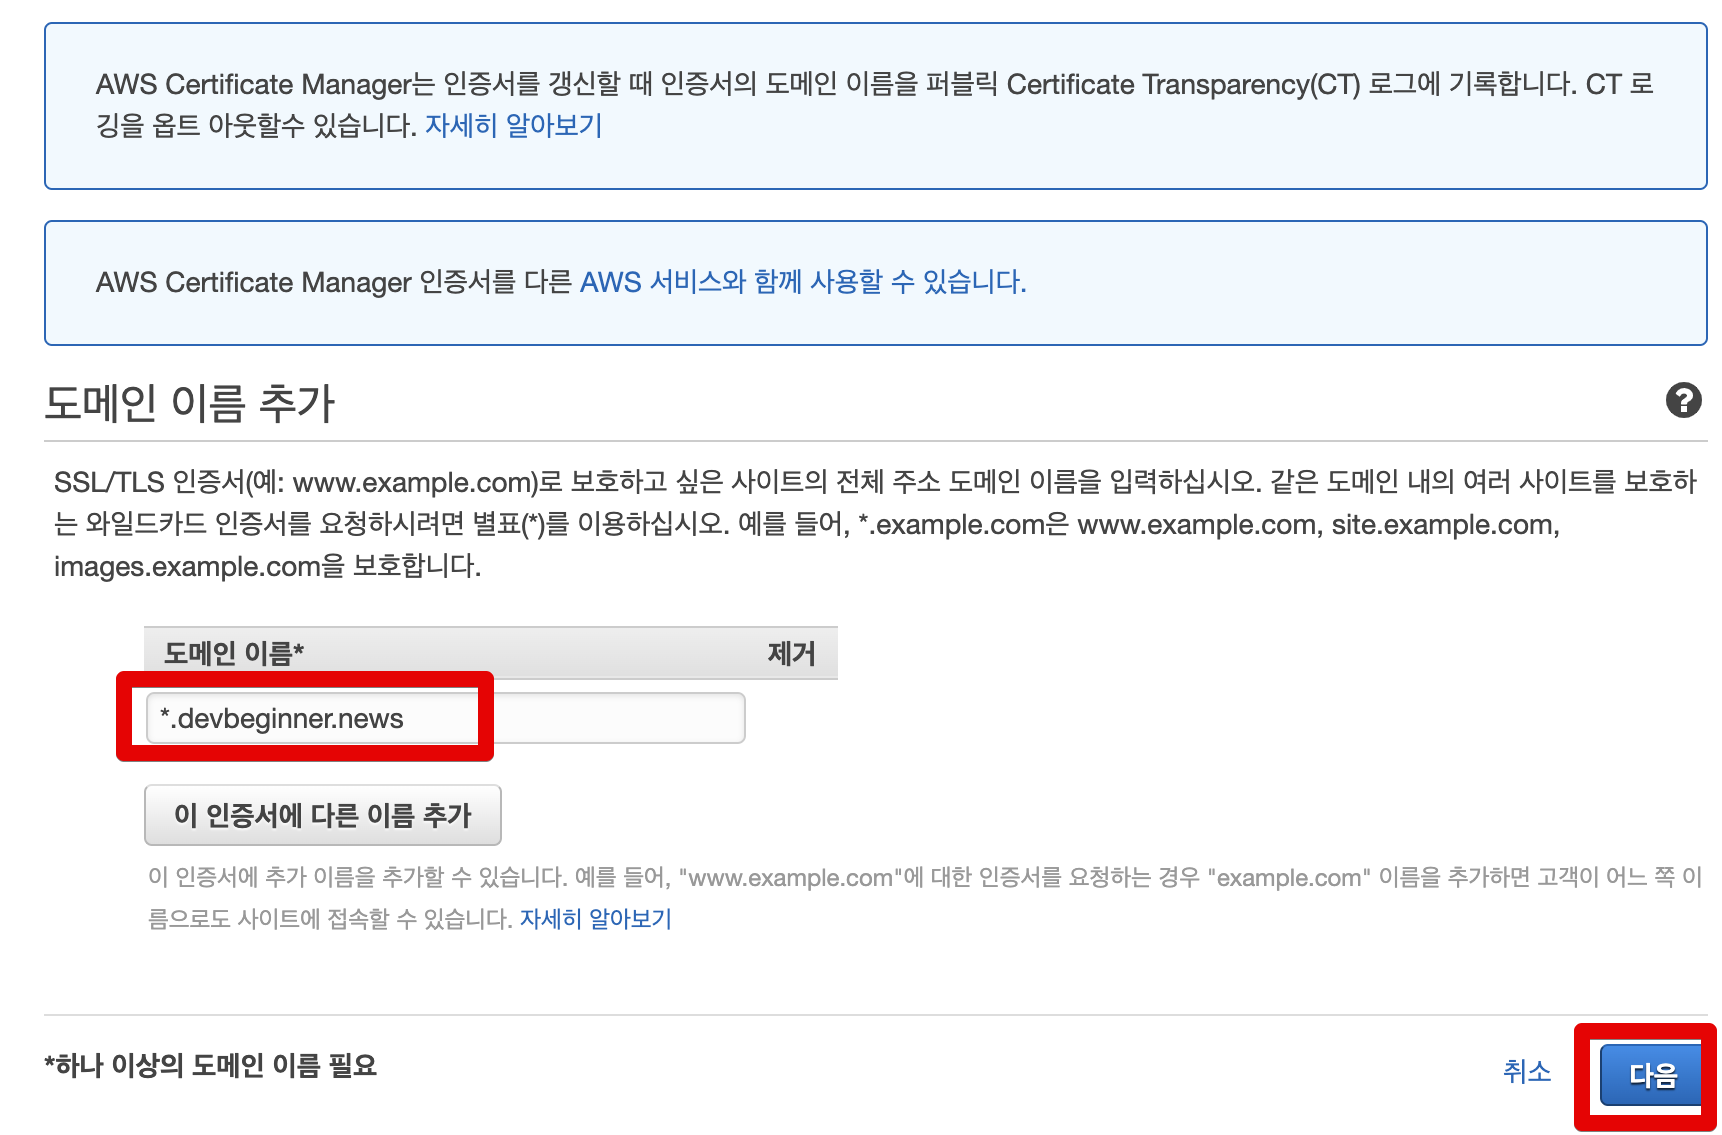 AWS Certificate Manager는 인증서를 갱신할 때 인증서의 도메인 이름을 퍼블릭 Certificate Transparency(CT) 로그에 기록합니다. CT 로
깅을 옵트 아웃할수 있습니다. 자세히 알아보기
AWS Certificate Manager 인증서를 다른 AWS 서비스와 함께 사용할 수 있습니다.
도메인 이름 추가
?
SSL/TLS 인증서(예: www.example.com)로 보호하고 싶은 사이트의 전체 주소 도메인 이름을 입력하십시오. 같은 도메인 내의 여러 사이트를 보호하
는 와일드카드 인증서를 요청하시려면 별표(*)를 이용하십시오. 예를 들어, *.example.com은 www.example.com, site.example.com,
images.example.com을 보호합니다.
도메인 이름* 제거
*.devbeginner.news
이 인증서에 다른 이름 추가
이 인증서에 추가 이름을 추가할 수 있습니다. 예를 들어, "www.example.com"에 대한 인증서를 요청하는 경우 "example.com" 이름을 추가하면 고객이 어느 쪽 이
름으로도 사이트에 접속할 수 있습니다. 자세히 알아보기
*하나 이상의 도메인 이름 필요
취소 다음